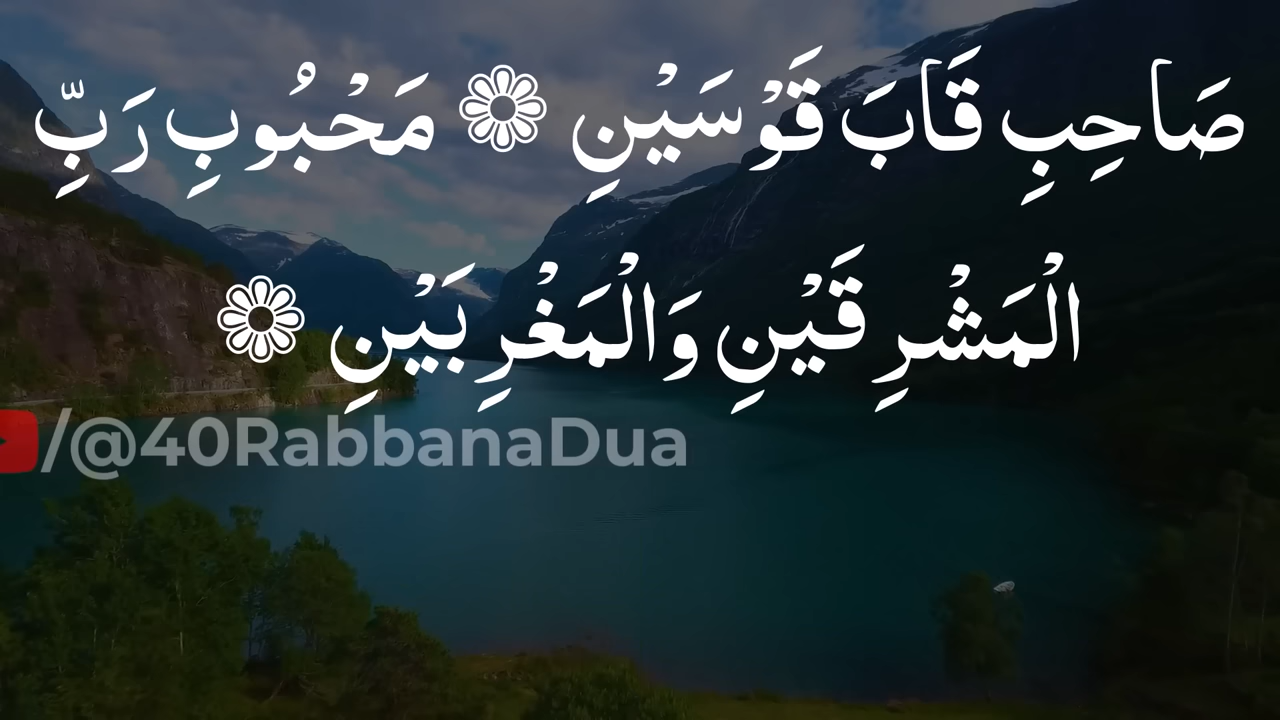 صَاحِبِ قَابَ قَوْسَيْنِ ۞ مَحْبُوبِ رَبِّ
الْمَشْرِقَيْنِ وَالْمَغْرِبَيْنِ ۞
/@40RabbanaDua